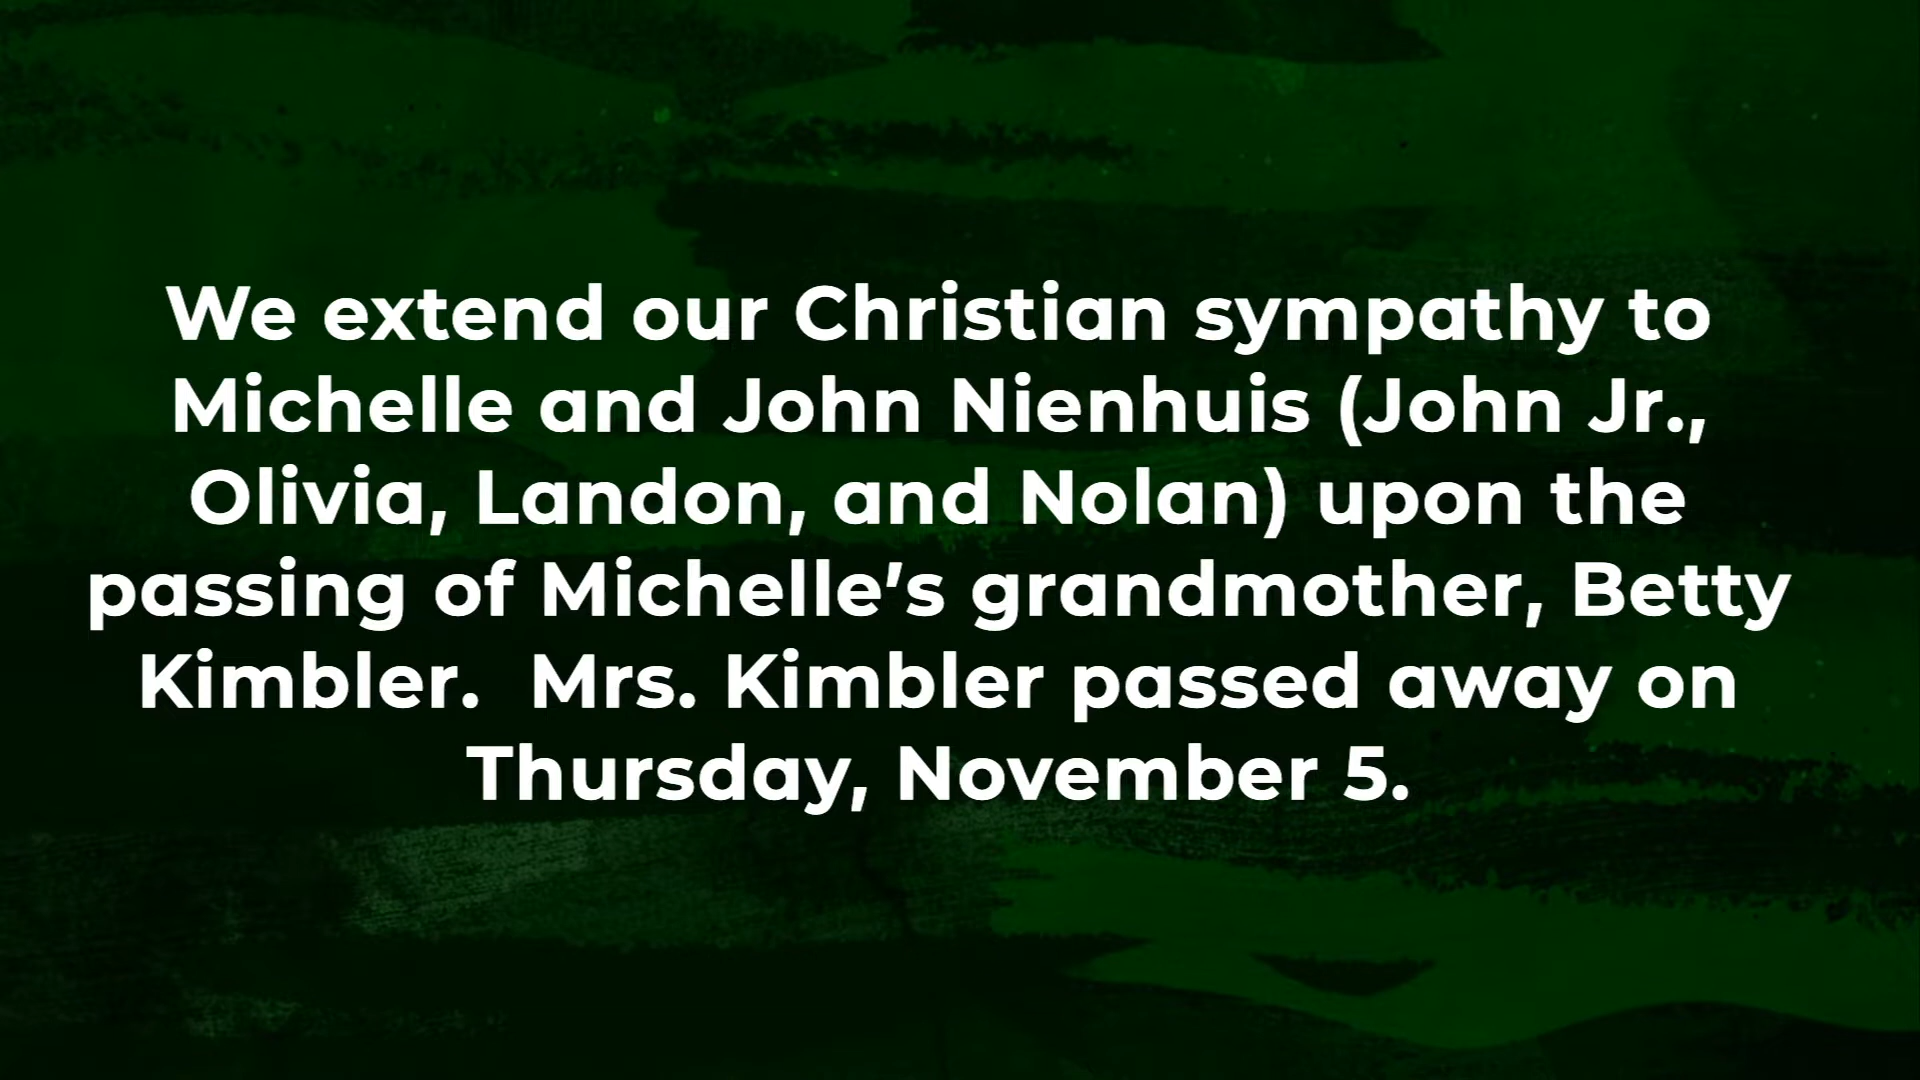 We extend our Christian sympathy to
Michelle and John Nienhuis (John Jr.,
Olivia, Landon, and Nolan) upon the
passing of Michelle’s grandmother, Betty
Kimbler.  Mrs. Kimbler passed away on
Thursday, November 5.